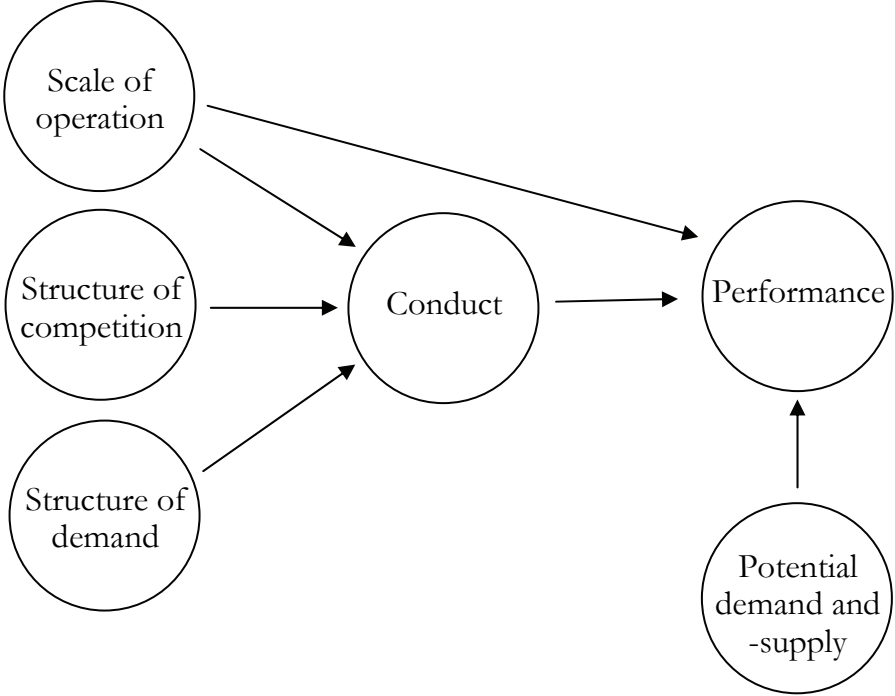 Scale of
operation
Structure of
competition
Structure of
demand
Conduct
Performance
Potential
demand and
-supply